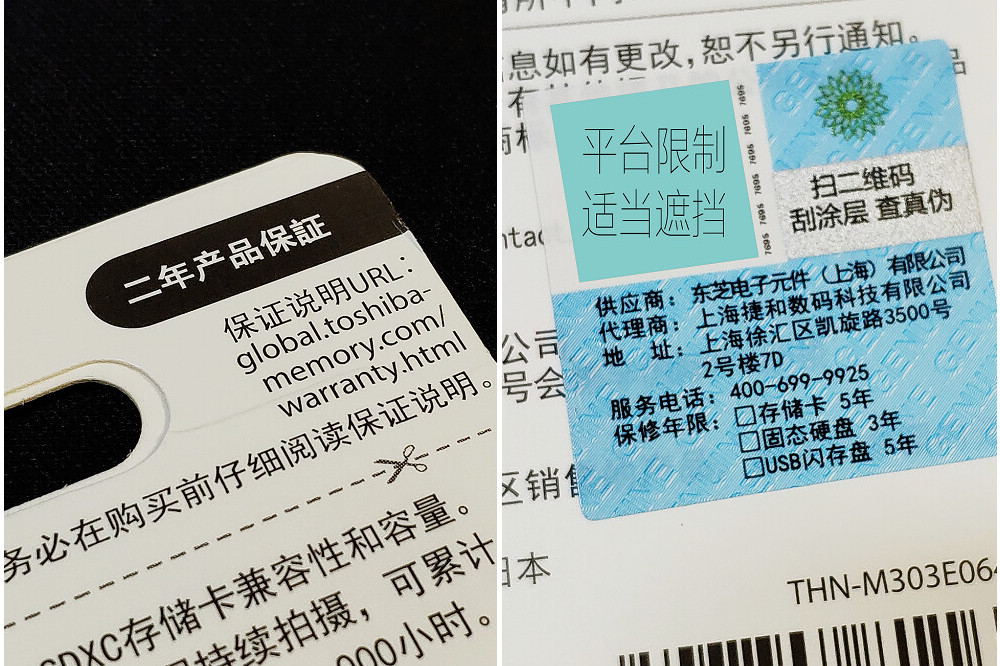 二年产品保証
保证说明URL：
global.toshiba-
memory.com/
warranty.html
务必在购买前仔细阅读保证说明。
SDXC存储卡兼容性和容量。
持续拍摄，可累计
000小时。
息如有更改,恕不另行通知。
平台限制
适当遮挡
7695 7695 7695 7695 7695
扫二维码
刮涂层 查真伪
ntact
供应商：东芝电子元件（上海）有限公司
代理商：上海捷和数码科技有限公司
地 址：上海徐汇区凯旋路3500号
2号楼7D
服务电话：400-699-9925
保修年限：□存储卡 5年
□固态硬盘 3年
□USB闪存盘 5年
公司
号会
区销售
日本
THN-M303E064